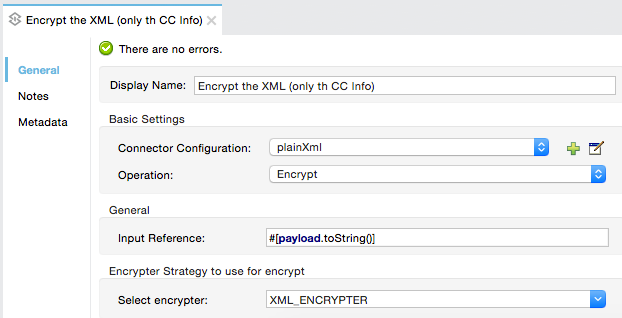 Encrypt the XML (only th CC Info)
There are no errors.
General
Notes
Metadata
Display Name: Encrypt the XML (only th CC Info)
Basic Settings
Connector Configuration: plainXml
Operation: Encrypt
General
Input Reference: #[payload.toString()]
Encrypter Strategy to use for encrypt
Select encrypter: XML_ENCRYPTER